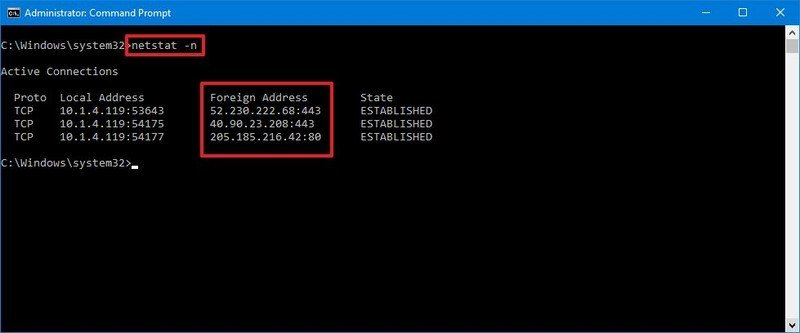 Administrator: Command Prompt
C:\Windows\system32>netstat -n
Active Connections
Proto Local Address Foreign Address State
TCP 10.1.4.119:53643 52.230.222.68:443 ESTABLISHED
TCP 10.1.4.119:54175 40.90.23.208:443 ESTABLISHED
TCP 10.1.4.119:54177 205.185.216.42:80 ESTABLISHED
C:\Windows\system32>